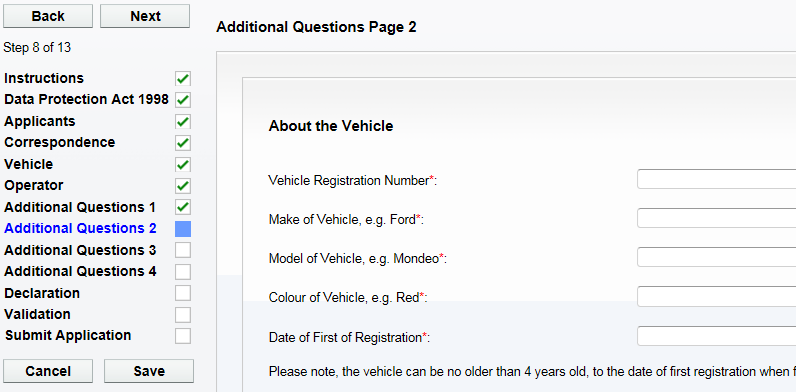 Back
Next
Step 8 of 13
Instructions
Data Protection Act 1998
Applicants
Correspondence
Vehicle
Operator
Additional Questions 1
Additional Questions 2
Additional Questions 3
Additional Questions 4
Declaration
Validation
Submit Application
Cancel
Save
Additional Questions Page 2
About the Vehicle
Vehicle Registration Number*:
Make of Vehicle, e.g. Ford*:
Model of Vehicle, e.g. Mondeo*:
Colour of Vehicle, e.g. Red*:
Date of First of Registration*:
Please note, the vehicle can be no older than 4 years old, to the date of first registration when